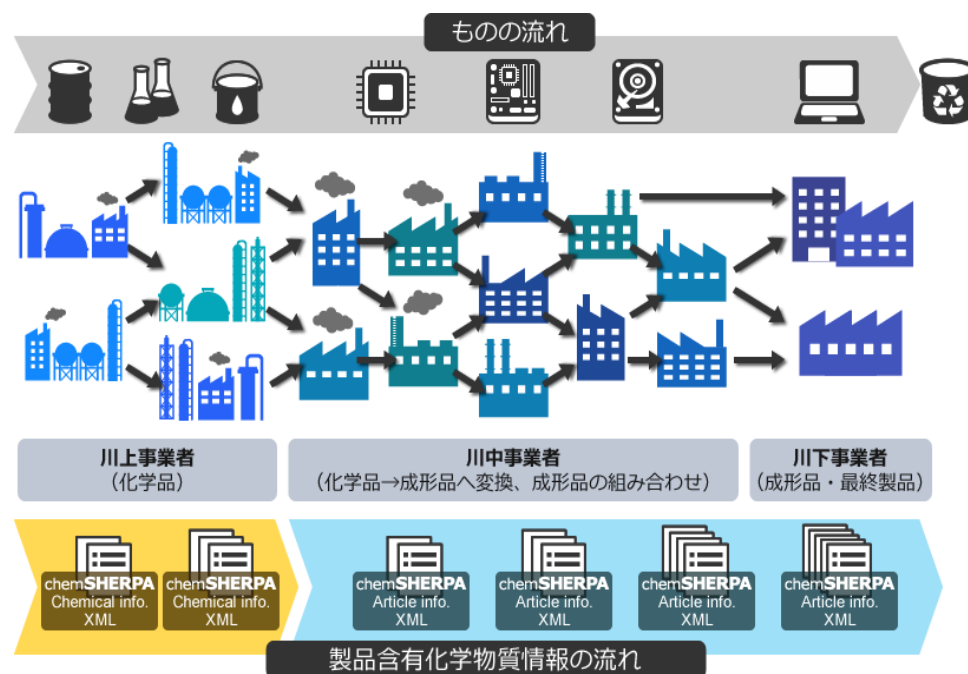 ものの流れ
川上事業者
（化学品）
川中事業者
（化学品→成形品へ変換、成形品の組み合わせ）
川下事業者
（成形品・最終製品）
chemSHERPA
Chemical info.
XML
chemSHERPA
Chemical info.
XML
chemSHERPA
Article info.
XML
chemSHERPA
Article info.
XML
chemSHERPA
Article info.
XML
chemSHERPA
Article info.
XML
製品含有化学物質情報の流れ